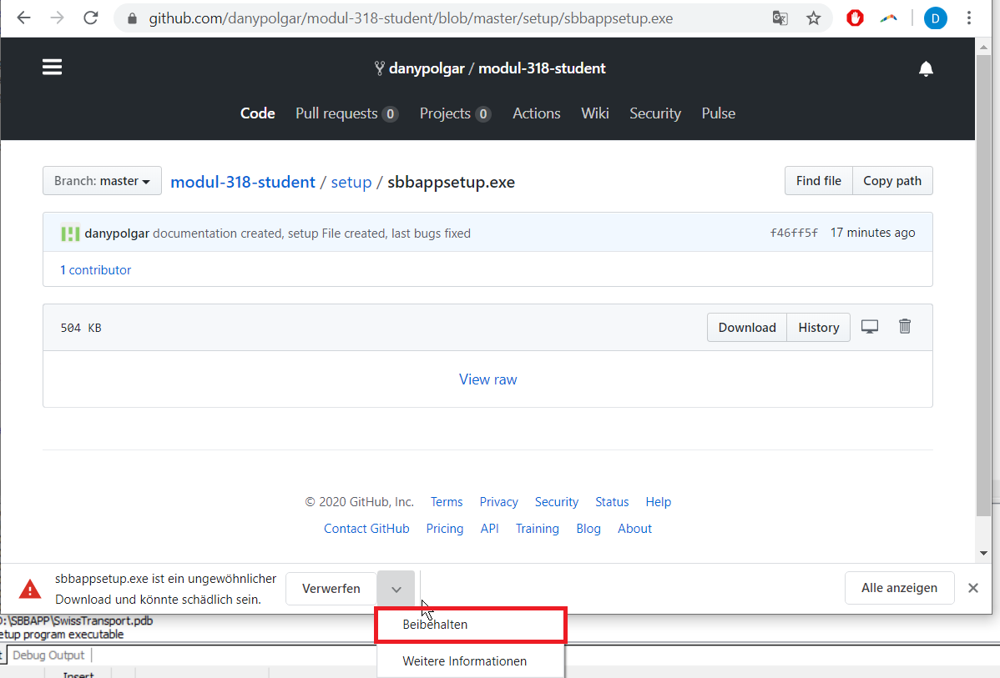 github.com/danypolgar/modul-318-student/blob/master/setup/sbbappsetup.exe
D
danypolgar / modul-318-student
Code Pull requests 0 Projects 0 Actions Wiki Security Pulse
Branch: master modul-318-student / setup / sbbappsetup.exe Find file Copy path
danypolgar documentation created, setup File created, last bugs fixed f46ff5f 17 minutes ago
1 contributor
504 KB Download History
View raw
© 2020 GitHub, Inc. Terms Privacy Security Status Help
Contact GitHub Pricing API Training Blog About
sbbappsetup.exe ist ein ungewöhnlicher
Download und könnte schädlich sein.
Verwerfen
Alle anzeigen
:\SBBAPP\SwissTransport.pdb
Beibehalten
etup program executable
Debug Output
Weitere Informationen
Insert